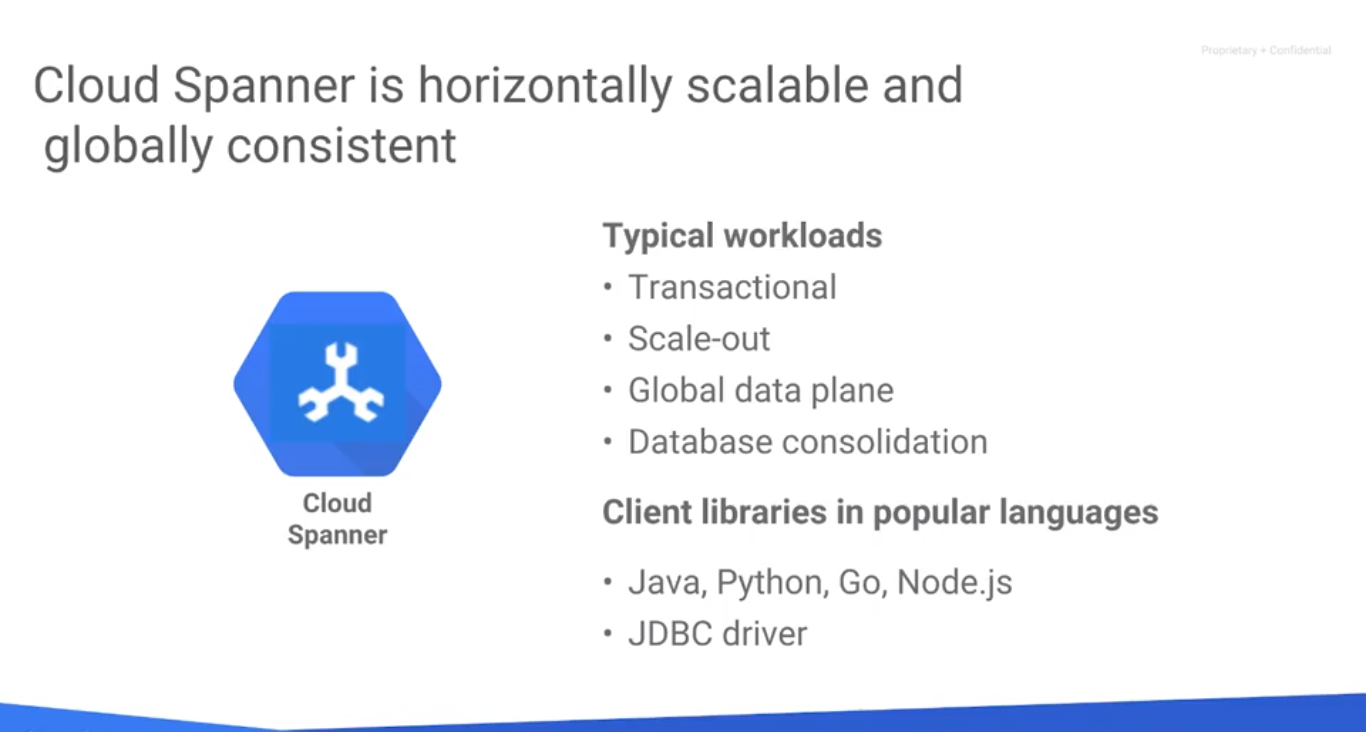 Proprietary + Confidential
Cloud Spanner is horizontally scalable and
globally consistent
Typical workloads
• Transactional
• Scale-out
• Global data plane
• Database consolidation
Cloud
Spanner
Client libraries in popular languages
• Java, Python, Go, Node.js
• JDBC driver